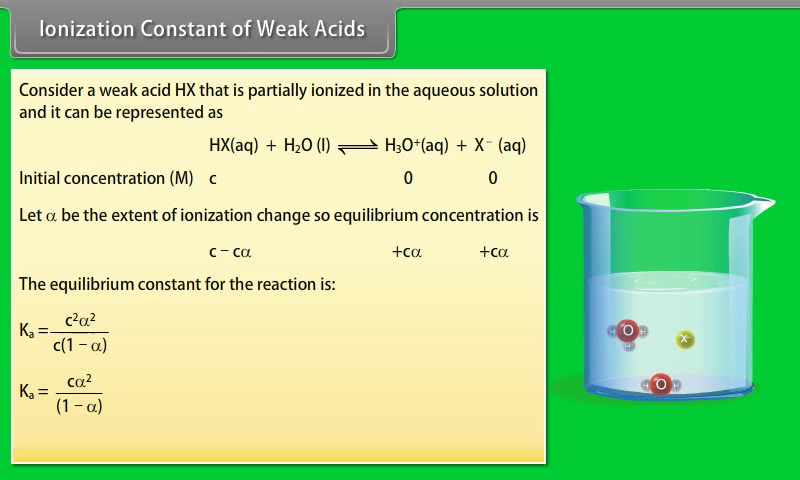 Ionization Constant of Weak Acids
Consider a weak acid HX that is partially ionized in the aqueous solution
and it can be represented as
HX(aq) + H₂O (l) ⇌ H₃O⁺(aq) + X⁻ (aq)
Initial concentration (M) c 0 0
Let α be the extent of ionization change so equilibrium concentration is
c – cα +cα +cα
The equilibrium constant for the reaction is:
Kₐ = c²α² / c(1 – α)
Kₐ = cα² / (1 – α)
H O H X⁻
H
H O H